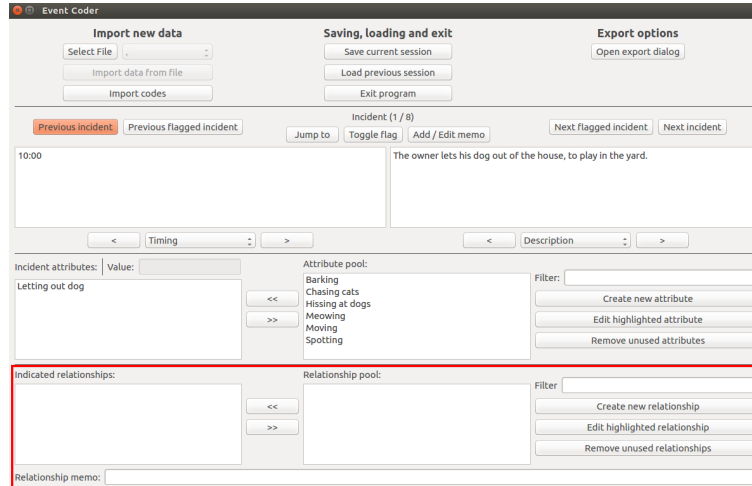 Event Coder
Import new data
Select File
Import data from file
Import codes
Saving, loading and exit
Save current session
Load previous session
Exit program
Export options
Open export dialog
Previous incident Previous flagged incident
Incident (1 / 8)
Jump to Toggle flag Add / Edit memo
Next flagged incident Next incident
10:00
The owner lets his dog out of the house, to play in the yard.
< Timing >
< Description >
Incident attributes: Value:
Letting out dog
<<
>>
Attribute pool:
Barking
Chasing cats
Hissing at dogs
Meowing
Moving
Spotting
Filter:
Create new attribute
Edit highlighted attribute
Remove unused attributes
Indicated relationships:
<<
>>
Relationship pool:
Filter
Create new relationship
Edit highlighted relationship
Remove unused relationships
Relationship memo: